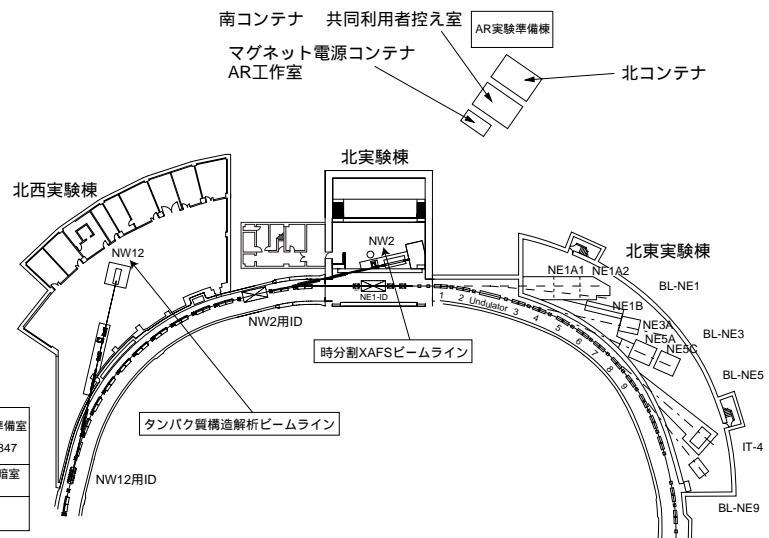 南コンテナ
共同利用者控え室
AR実験準備棟
マグネット電源コンテナ
AR工作室
北コンテナ
北実験棟
北西実験棟
北東実験棟
NW12
NW2
NE1A1
NE1A2
BL-NE1
NE1-ID
NE1B
NE3A
NE5A
NE5C
BL-NE3
BL-NE5
1 2 Undulator 3 4 5 6 7 8 9
NW2用ID
時分割XAFSビームライン
タンパク質構造解析ビームライン
IT-4
NW12用ID
BL-NE9
準備室
347
暗室